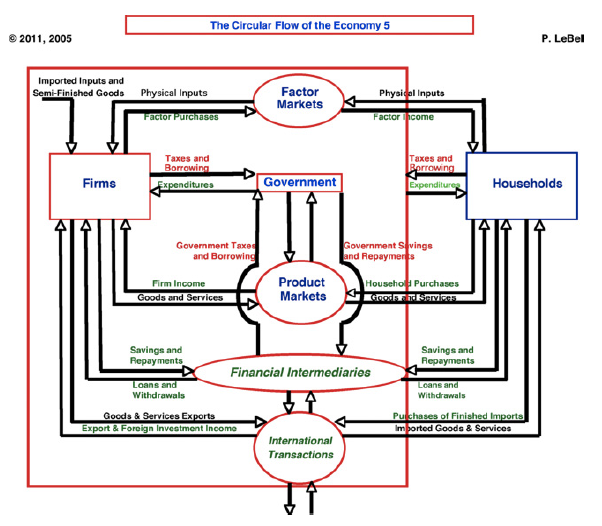 The Circular Flow of the Economy 5
© 2011, 2005
P. LeBel
Imported Inputs and
Semi-Finished Goods
Physical Inputs
Factor
Markets
Physical Inputs
Factor Purchases
Factor Income
Firms
Taxes and
Borrowing
Expenditures
Government
Taxes and
Borrowing
Expenditures
Households
Government Taxes
and Borrowing
Government Savings
and Repayments
Firm Income
Goods and Services
Product
Markets
Household Purchases
Goods and Services
Savings and
Repayments
Loans and
Withdrawals
Financial Intermediaries
Savings and
Repayments
Loans and
Withdrawals
Goods & Services Exports
Export & Foreign Investment Income
International
Transactions
Purchases of Finished Imports
Imported Goods & Services